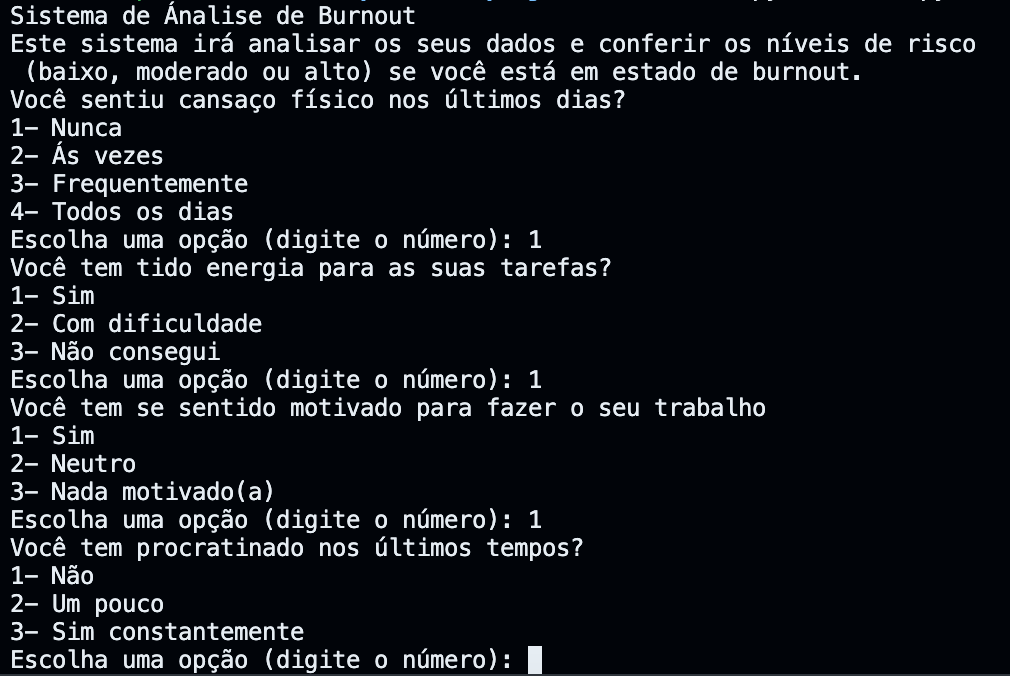 Sistema de Ánalise de Burnout
Este sistema irá analisar os seus dados e conferir os níveis de risco
(baixo, moderado ou alto) se você está em estado de burnout.
Você sentiu cansaço físico nos últimos dias?
1- Nunca
2- Ás vezes
3- Frequentemente
4- Todos os dias
Escolha uma opção (digite o número): 1
Você tem tido energia para as suas tarefas?
1- Sim
2- Com dificuldade
3- Não consegui
Escolha uma opção (digite o número): 1
Você tem se sentido motivado para fazer o seu trabalho
1- Sim
2- Neutro
3- Nada motivado(a)
Escolha uma opção (digite o número): 1
Você tem procratinado nos últimos tempos?
1- Não
2- Um pouco
3- Sim constantemente
Escolha uma opção (digite o número):